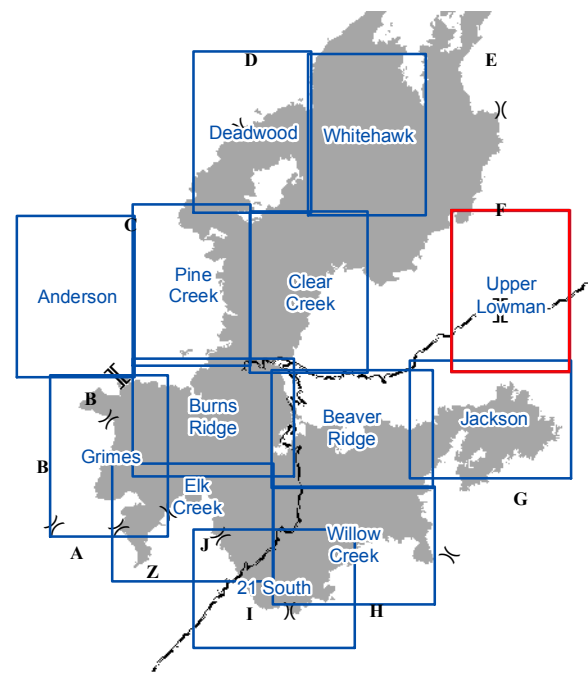 D
E
Deadwood
Whitehawk
C
F
Anderson
Pine
Creek
Clear
Creek
Upper
Lowman
B
Burns
Ridge
Beaver
Ridge
Jackson
B
Grimes
Elk
Creek
G
A
Z
J
Willow
Creek
21 South
I
H